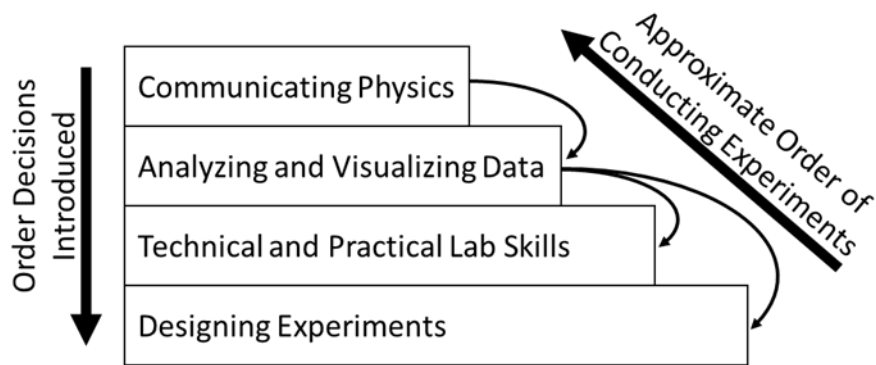 Order Decisions
Introduced
Communicating Physics
Analyzing and Visualizing Data
Technical and Practical Lab Skills
Designing Experiments
Approximate Order of
Conducting Experiments